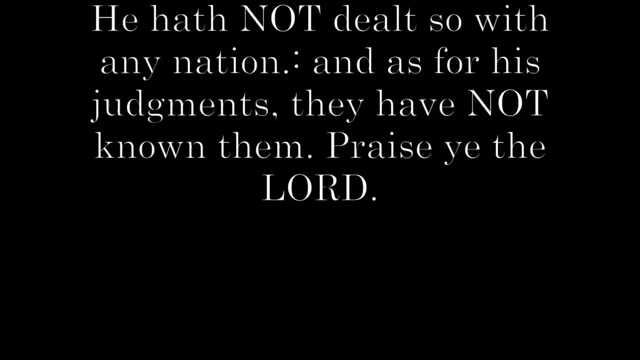 He hath NOT dealt so with
any nation.: and as for his
judgments, they have NOT
known them. Praise ye the
LORD.